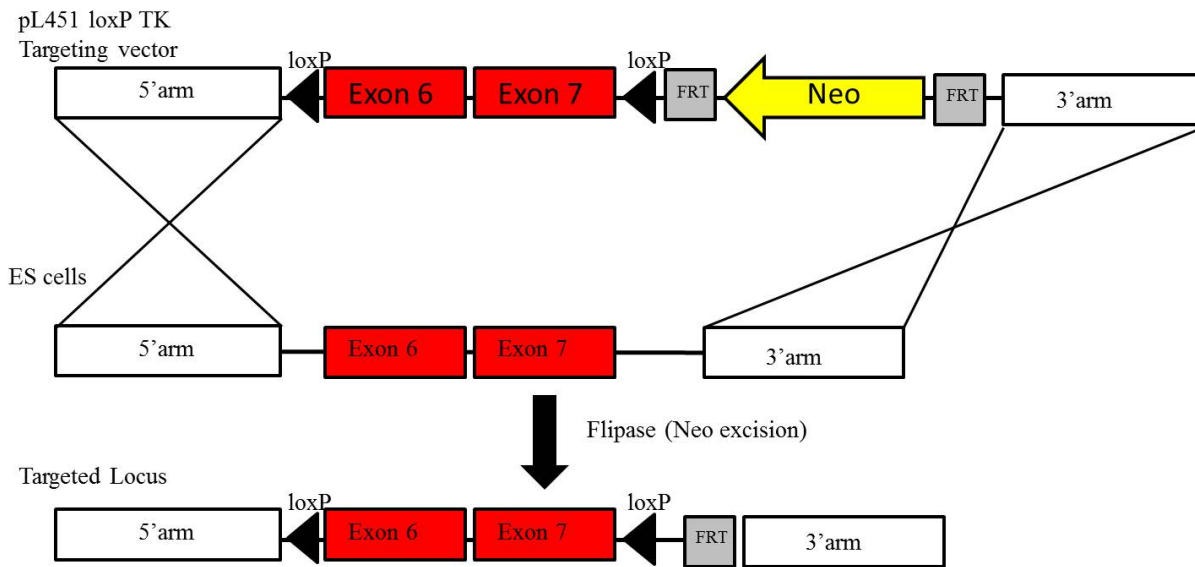 pL451 loxP TK
Targeting vector
loxP
loxP
5’arm
Exon 6
Exon 7
FRT
Neo
FRT
3’arm
ES cells
5’arm
Exon 6
Exon 7
3’arm
Flipase (Neo excision)
Targeted Locus
loxP
loxP
5’arm
Exon 6
Exon 7
FRT
3’arm